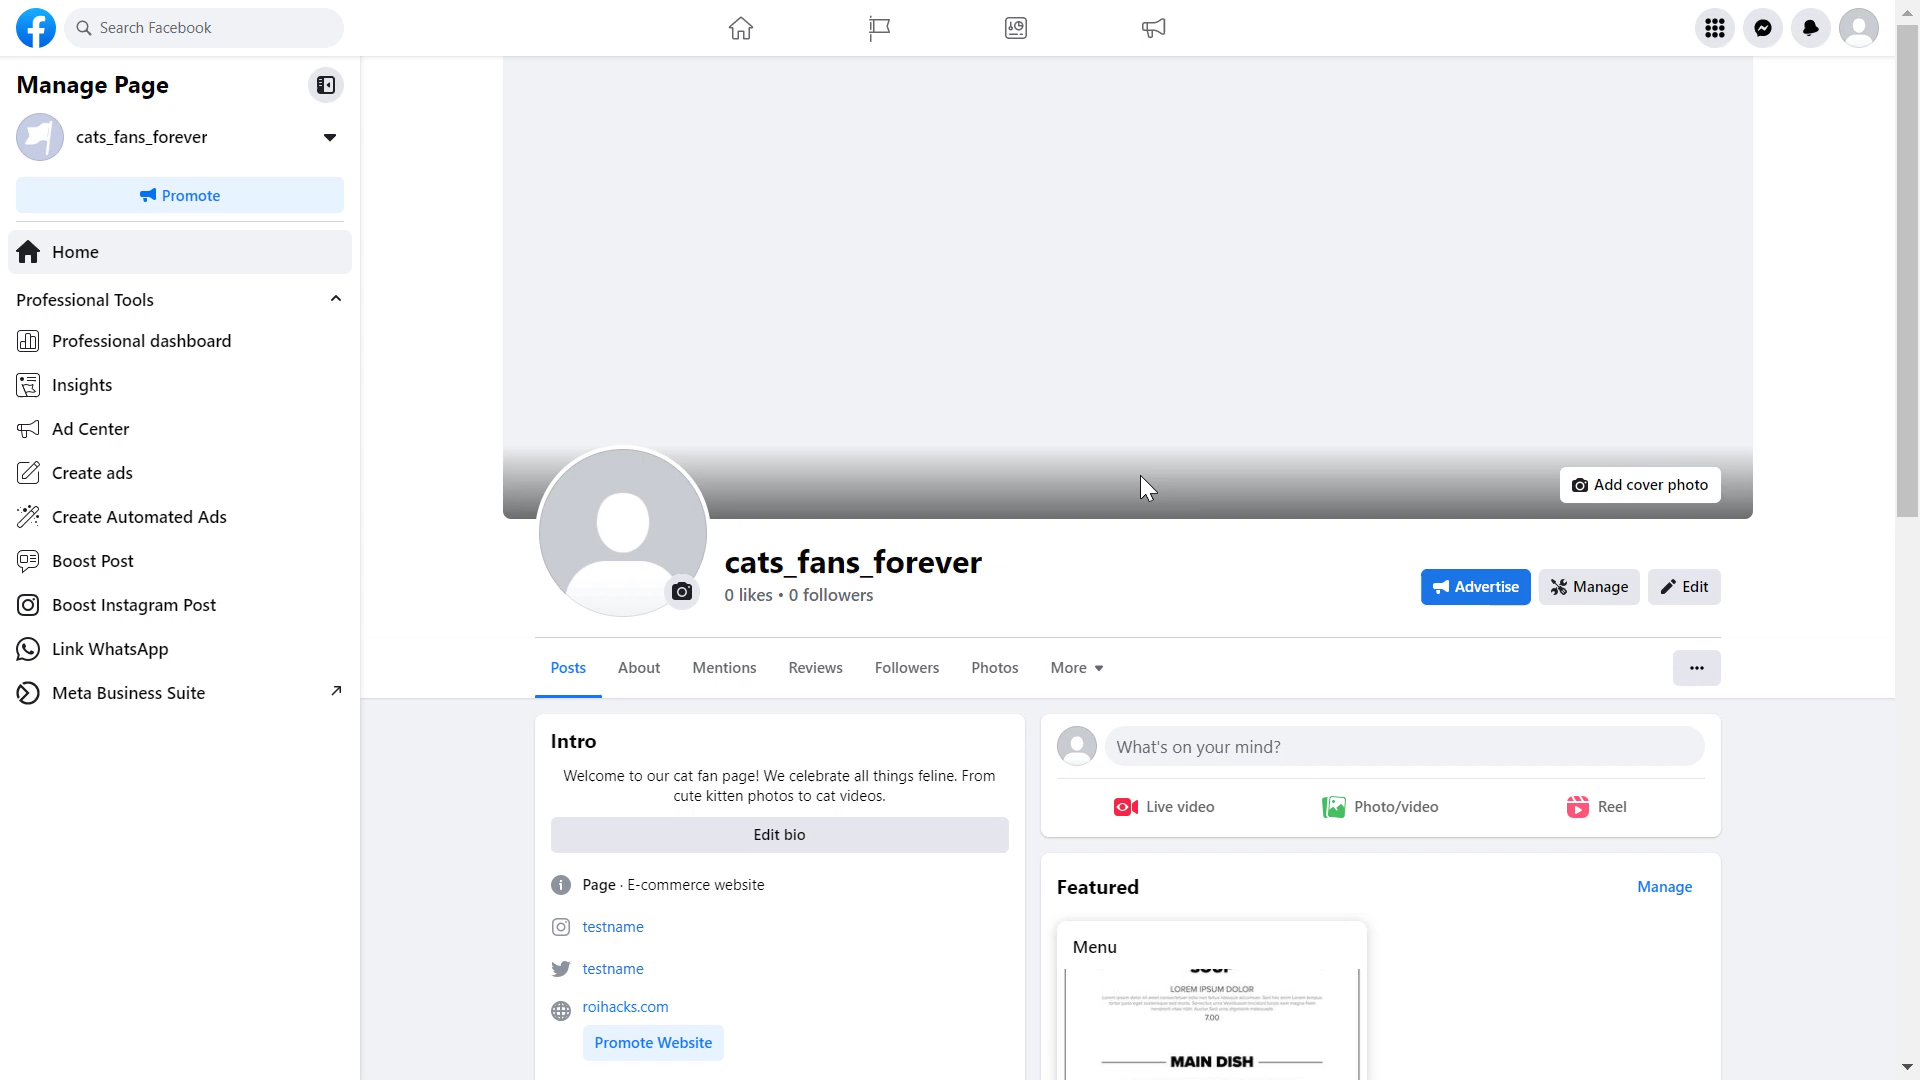 Search Facebook
Manage Page
cats_fans_forever
Promote
Home
Professional Tools
Professional dashboard
Insights
Ad Center
Create ads
Create Automated Ads
Boost Post
Boost Instagram Post
Link WhatsApp
Meta Business Suite
Add cover photo
cats_fans_forever
0 likes • 0 followers
Advertise
Manage
Edit
Posts
About
Mentions
Reviews
Followers
Photos
More
Intro
Welcome to our cat fan page! We celebrate all things feline. From
cute kitten photos to cat videos.
Edit bio
Page · E-commerce website
testname
testname
roihacks.com
Promote Website
What's on your mind?
Live video
Photo/video
Reel
Featured
Manage
Menu
LOREM IPSUM DOLOR
7.00
MAIN DISH